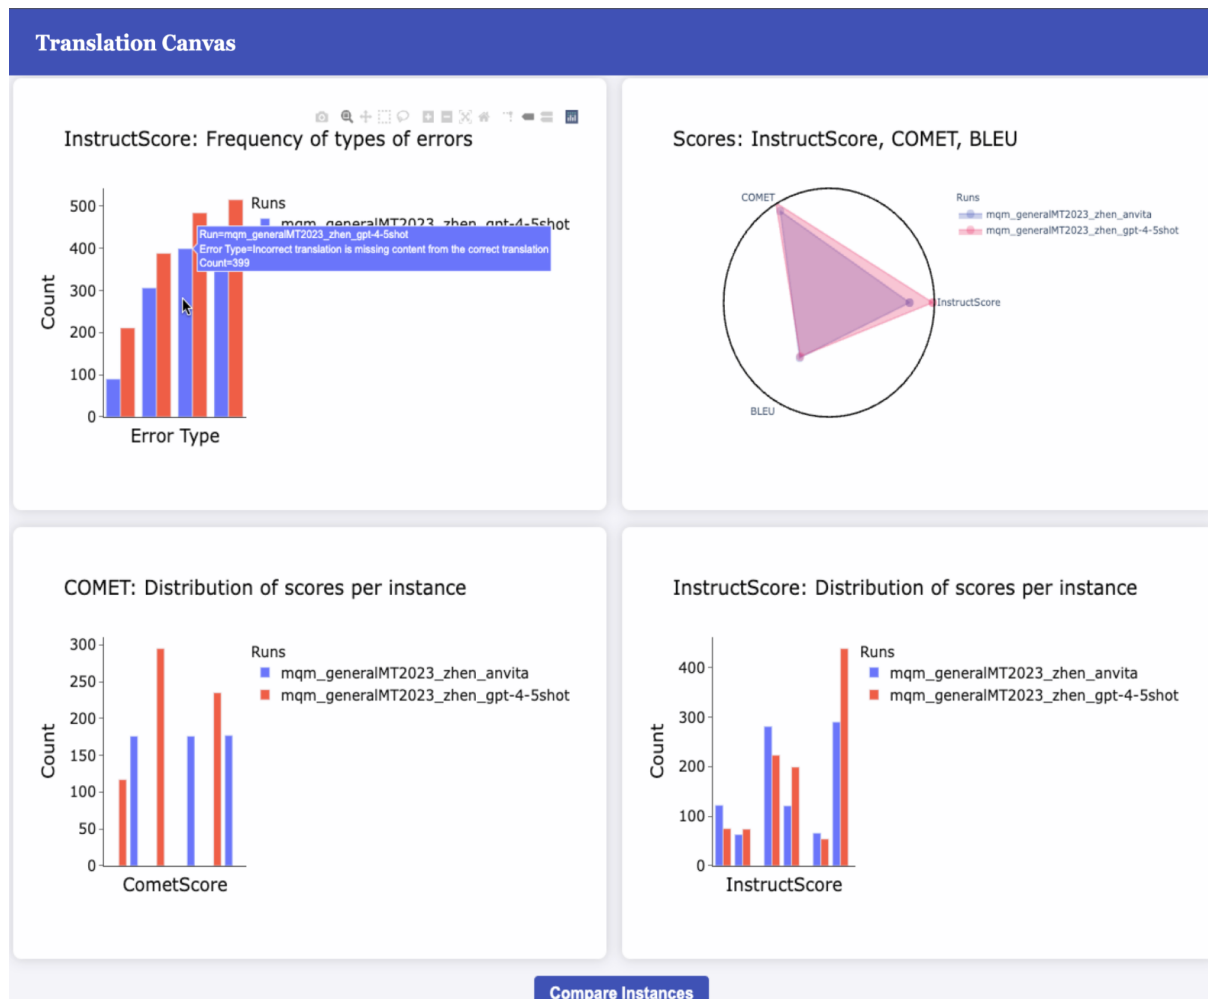 Translation Canvas
InstructScore: Frequency of types of errors
500
400
300
200
100
0
Count
Error Type
Runs
mqm_generalMT2023_zhen_gpt-4-5shot
Run=mqm_generalMT2023_zhen_gpt-4-5shot
Error Type=Incorrect translation is missing content from the correct translation
Count=399
Scores: InstructScore, COMET, BLEU
COMET
InstructScore
BLEU
Runs
mqm_generalMT2023_zhen_anvita
mqm_generalMT2023_zhen_gpt-4-5shot
COMET: Distribution of scores per instance
300
250
200
150
100
50
0
Count
CometScore
Runs
mqm_generalMT2023_zhen_anvita
mqm_generalMT2023_zhen_gpt-4-5shot
InstructScore: Distribution of scores per instance
400
300
200
100
0
Count
InstructScore
Runs
mqm_generalMT2023_zhen_anvita
mqm_generalMT2023_zhen_gpt-4-5shot
Compare Instances